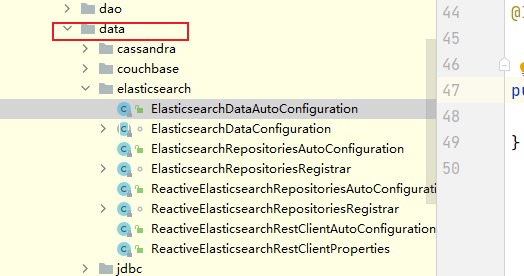 dao
44
@
data
45
cassandra
46
couchbase
elasticsearch
47
pu
ElasticsearchDataAutoConfiguration
48
ElasticsearchDataConfiguration
49
}
ElasticsearchRepositoriesAutoConfiguration
50
ElasticsearchRepositoriesRegistrar
ReactiveElasticsearchRepositoriesAutoConfigurati
ReactiveElasticsearchRepositoriesRegistrar
ReactiveElasticsearchRestClientAutoConfiguration
ReactiveElasticsearchRestClientProperties
jdbc